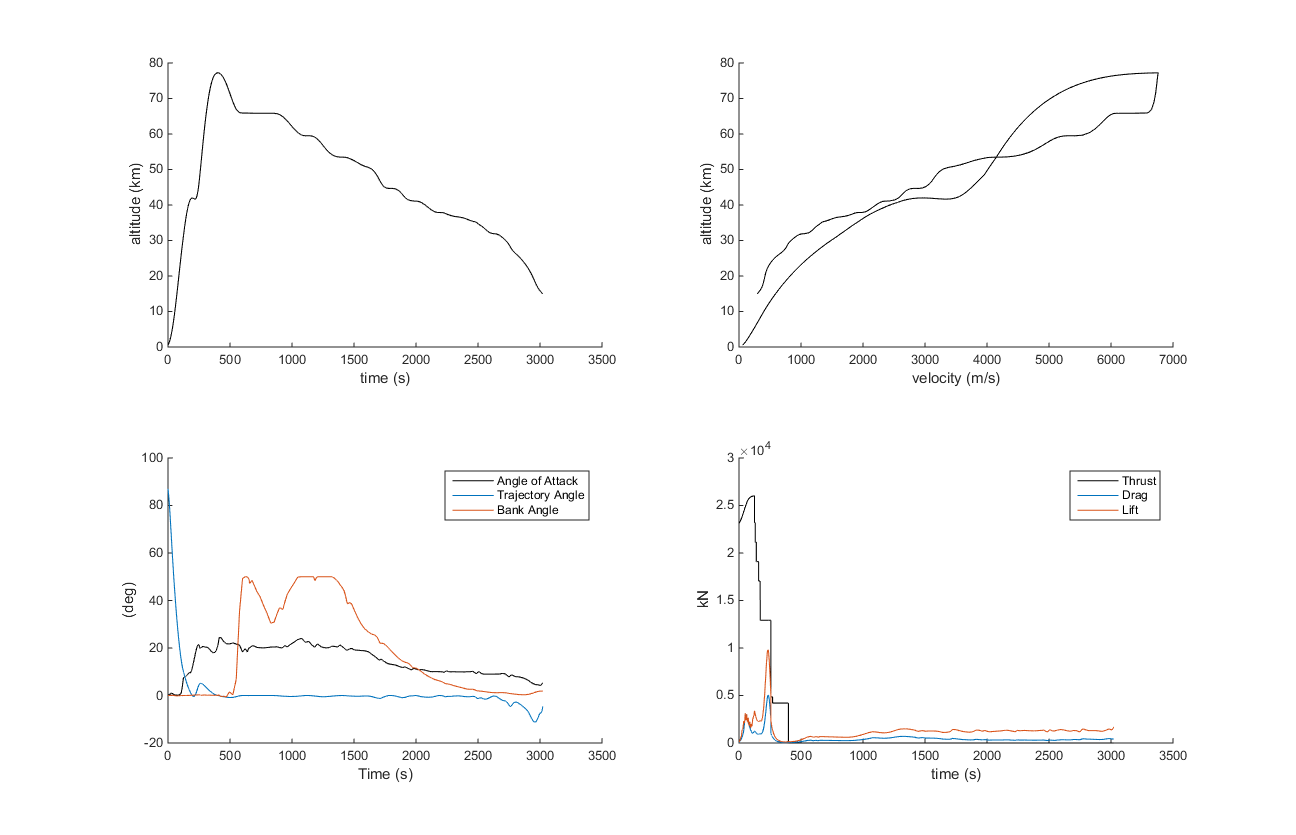 80
70
60
50
40
30
20
10
0
altitude (km)
0 500 1000 1500 2000 2500 3000 3500
time (s)
80
70
60
50
40
30
20
10
0
altitude (km)
0 1000 2000 3000 4000 5000 6000 7000
velocity (m/s)
100
80
60
40
20
0
-20
(deg)
Angle of Attack
Trajectory Angle
Bank Angle
0 500 1000 1500 2000 2500 3000 3500
Time (s)
×10⁴
3
2.5
2
1.5
1
0.5
0
kN
Thrust
Drag
Lift
0 500 1000 1500 2000 2500 3000 3500
time (s)